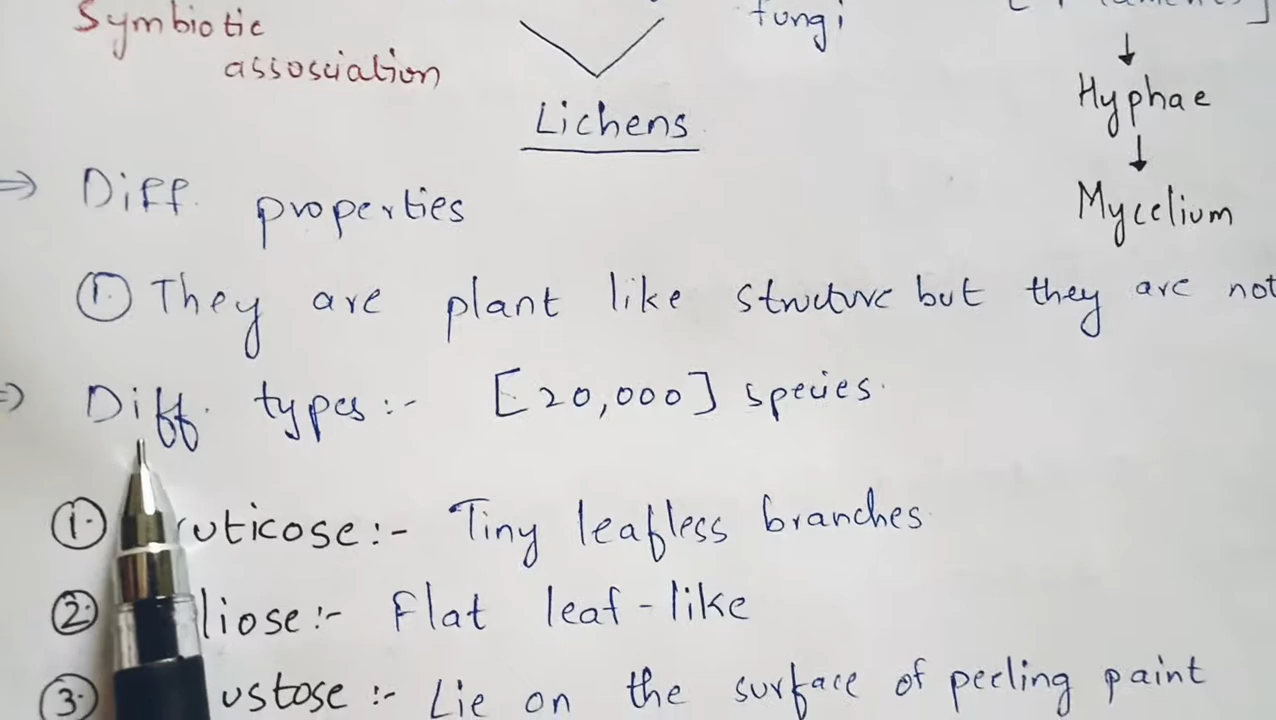 Symbiotic
assosciation
fungi
Hyphae
Lichens
Mycelium
⇒ Diff. properties
① They are plant like structure but they are not
⇒ Diff. types:- [20,000] species.
① uticose:- Tiny leafless branches
② liose:- Flat leaf-like
③ ustose:- Lie on the surface of peeling paint